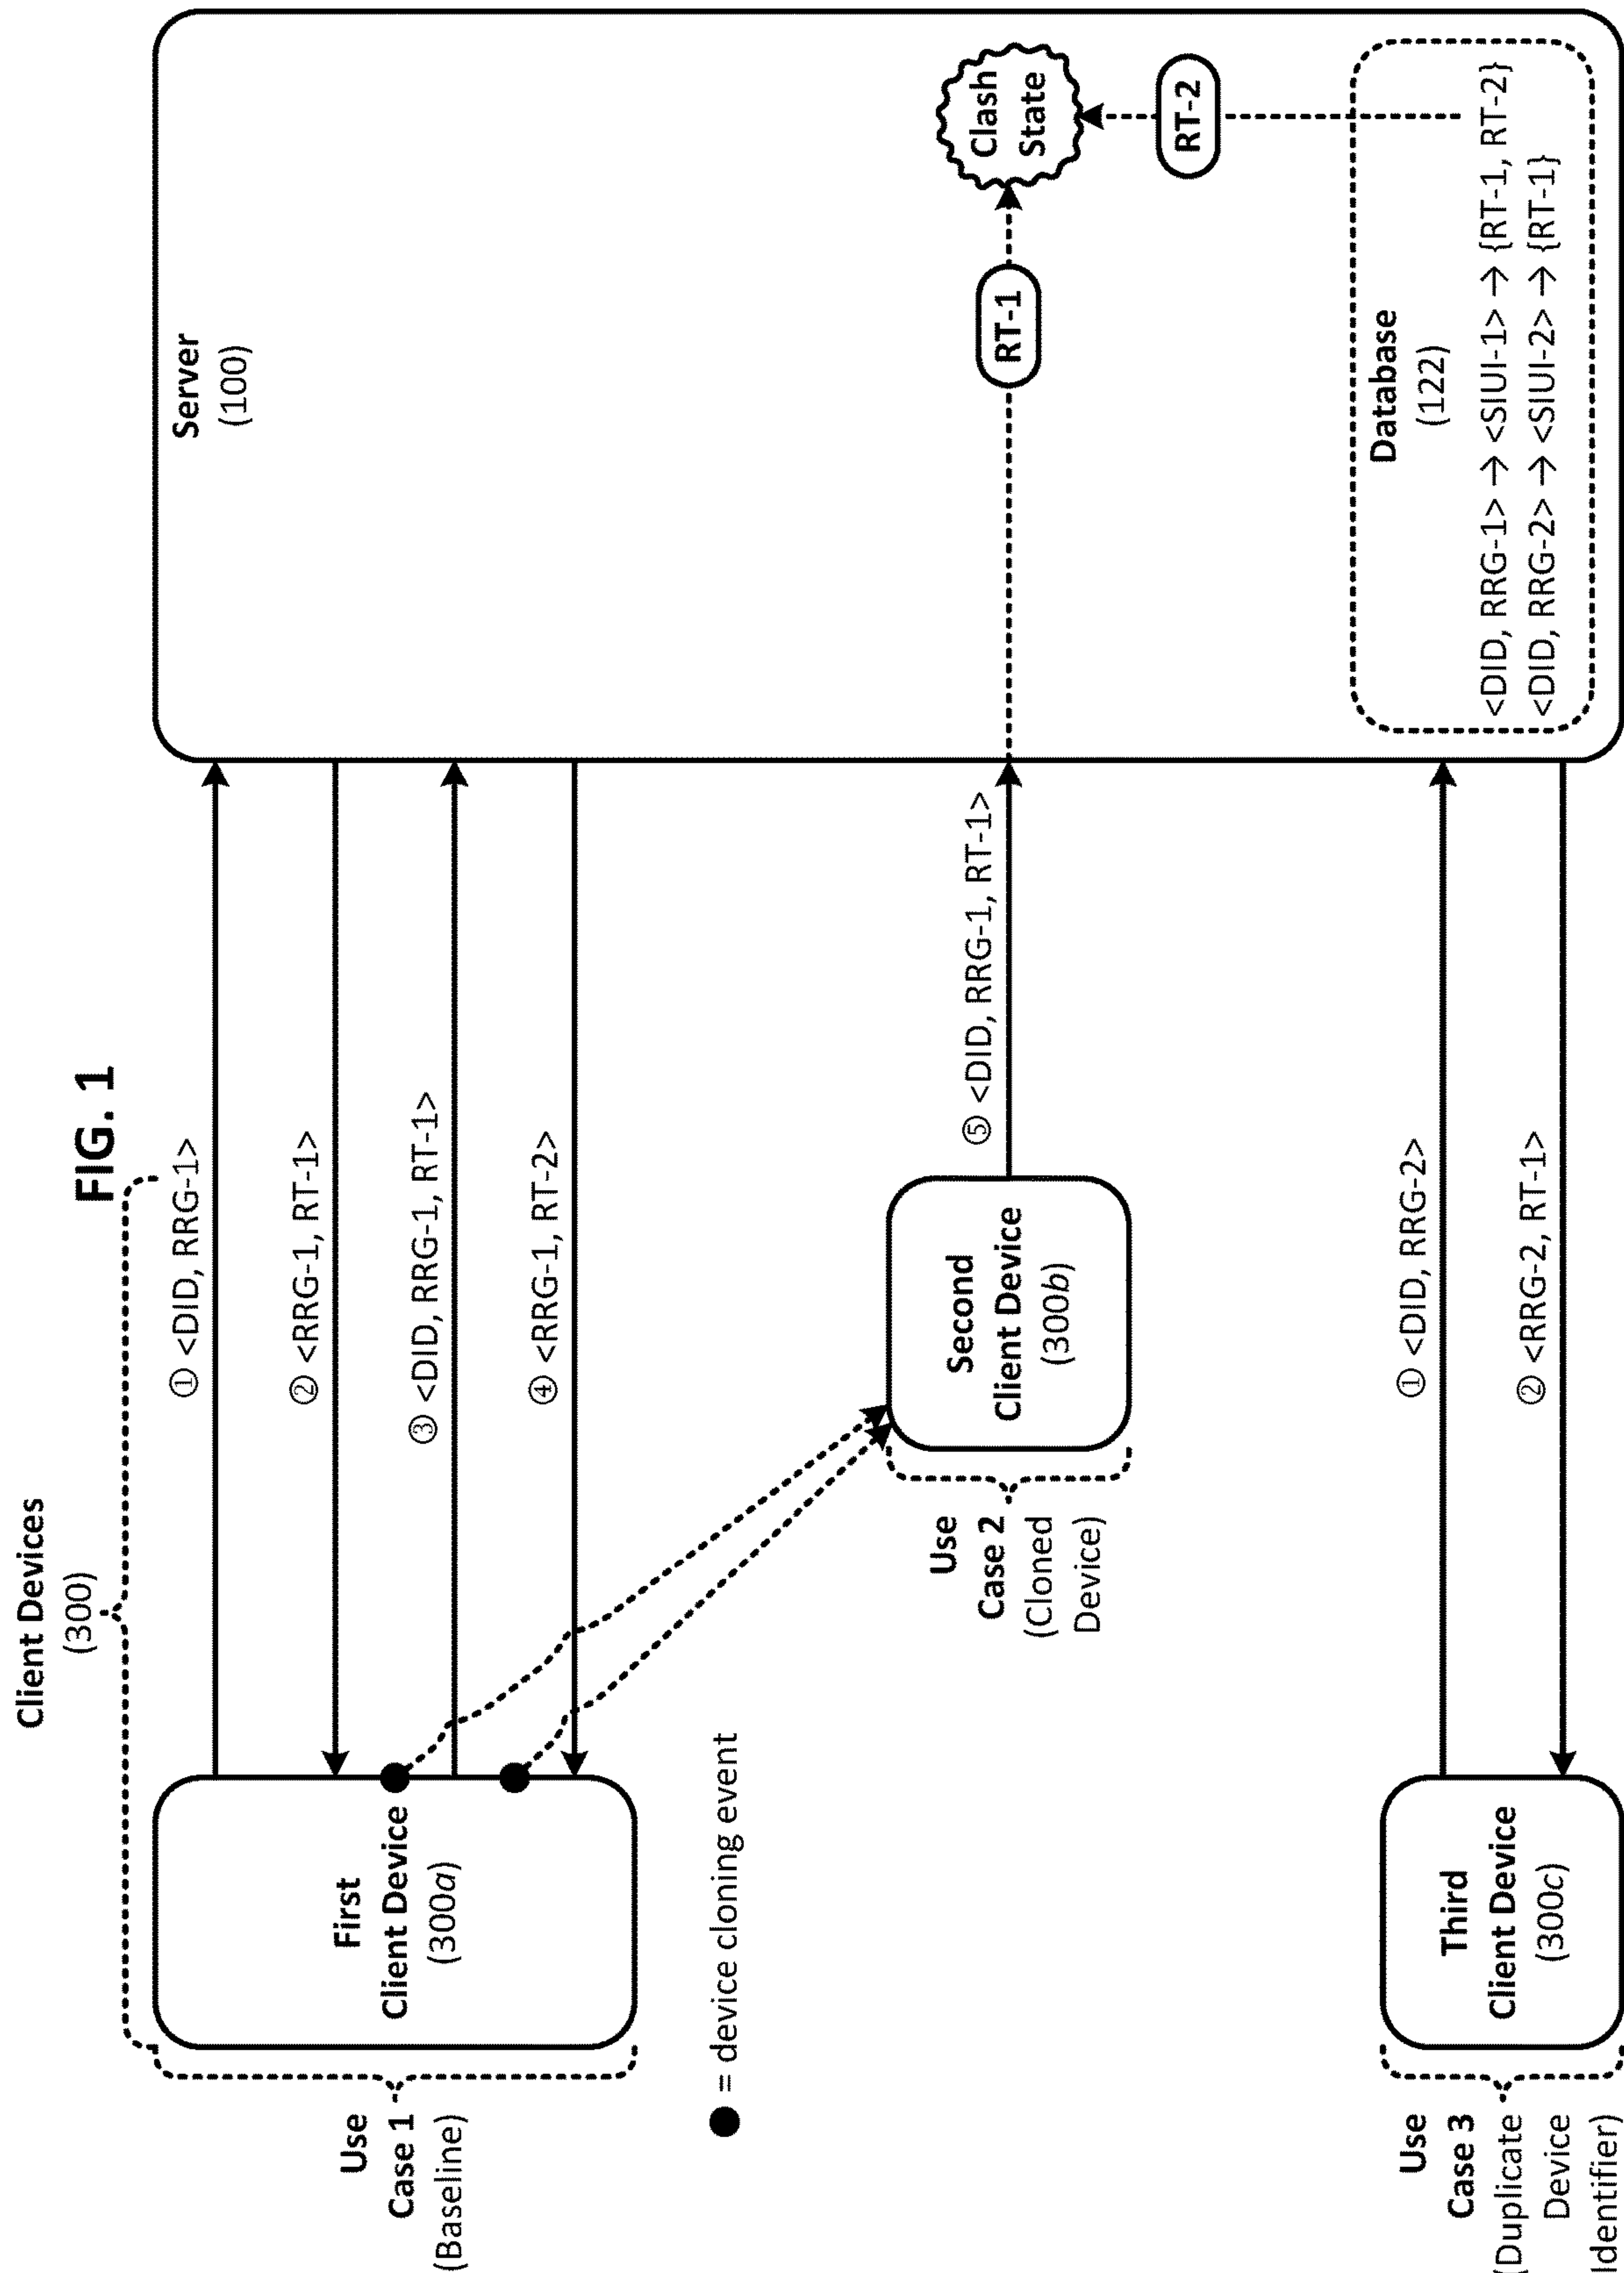 FIG. 1
Client Devices
(300)
Use
Case 1
(Baseline)
First
Client Device
(300a)
① <DID, RRG-1>
② <RRG-1, RT-1>
③ <DID, RRG-1, RT-1>
④ <RRG-1, RT-2>
Server
(100)
● = device cloning event
Use
Case 2
(Cloned
Device)
Second
Client Device
(300b)
⑤ <DID, RRG-1, RT-1>
RT-1
Clash
State
RT-2
Use
Case 3
(Duplicate
Device
Identifier)
Third
Client Device
(300c)
① <DID, RRG-2>
② <RRG-2, RT-1>
Database
(122)
<DID, RRG-1> → <SIUI-1> → {RT-1, RT-2}
<DID, RRG-2> → <SIUI-2> → {RT-1}